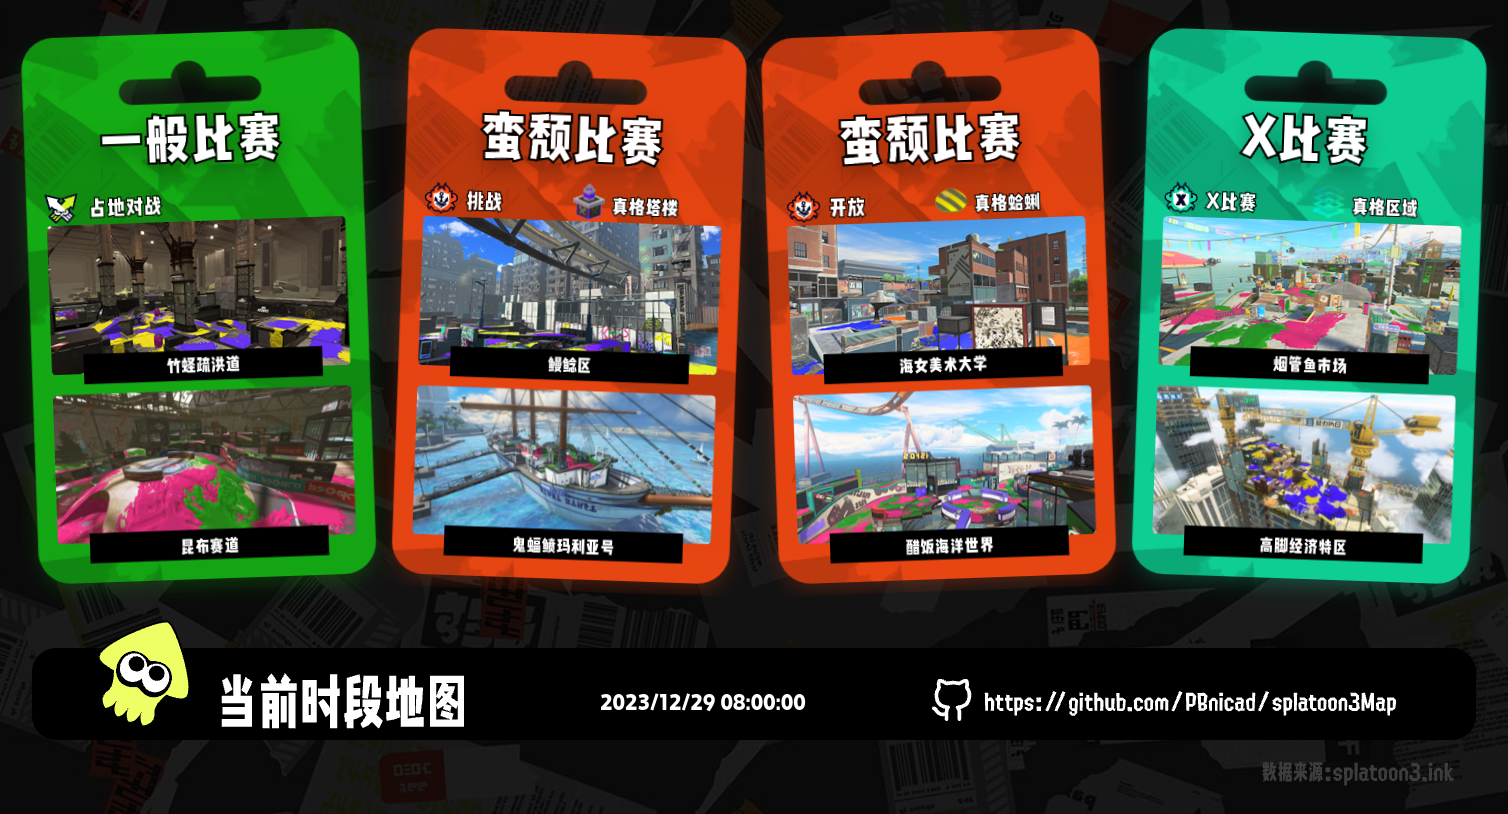 一般比赛
占地对战
竹蛏疏洪道
昆布赛道
蛮颓比赛
挑战
真格塔楼
鳗鲶区
鬼蝠鲼玛利亚号
蛮颓比赛
开放
真格蛤蜊
海女美术大学
醋饭海洋世界
X比赛
X比赛
真格区域
烟管鱼市场
高脚经济特区
当前时段地图
2023/12/29 08:00:00
https://github.com/PBnicad/splatoon3Map
数据来源:splatoon3.ink